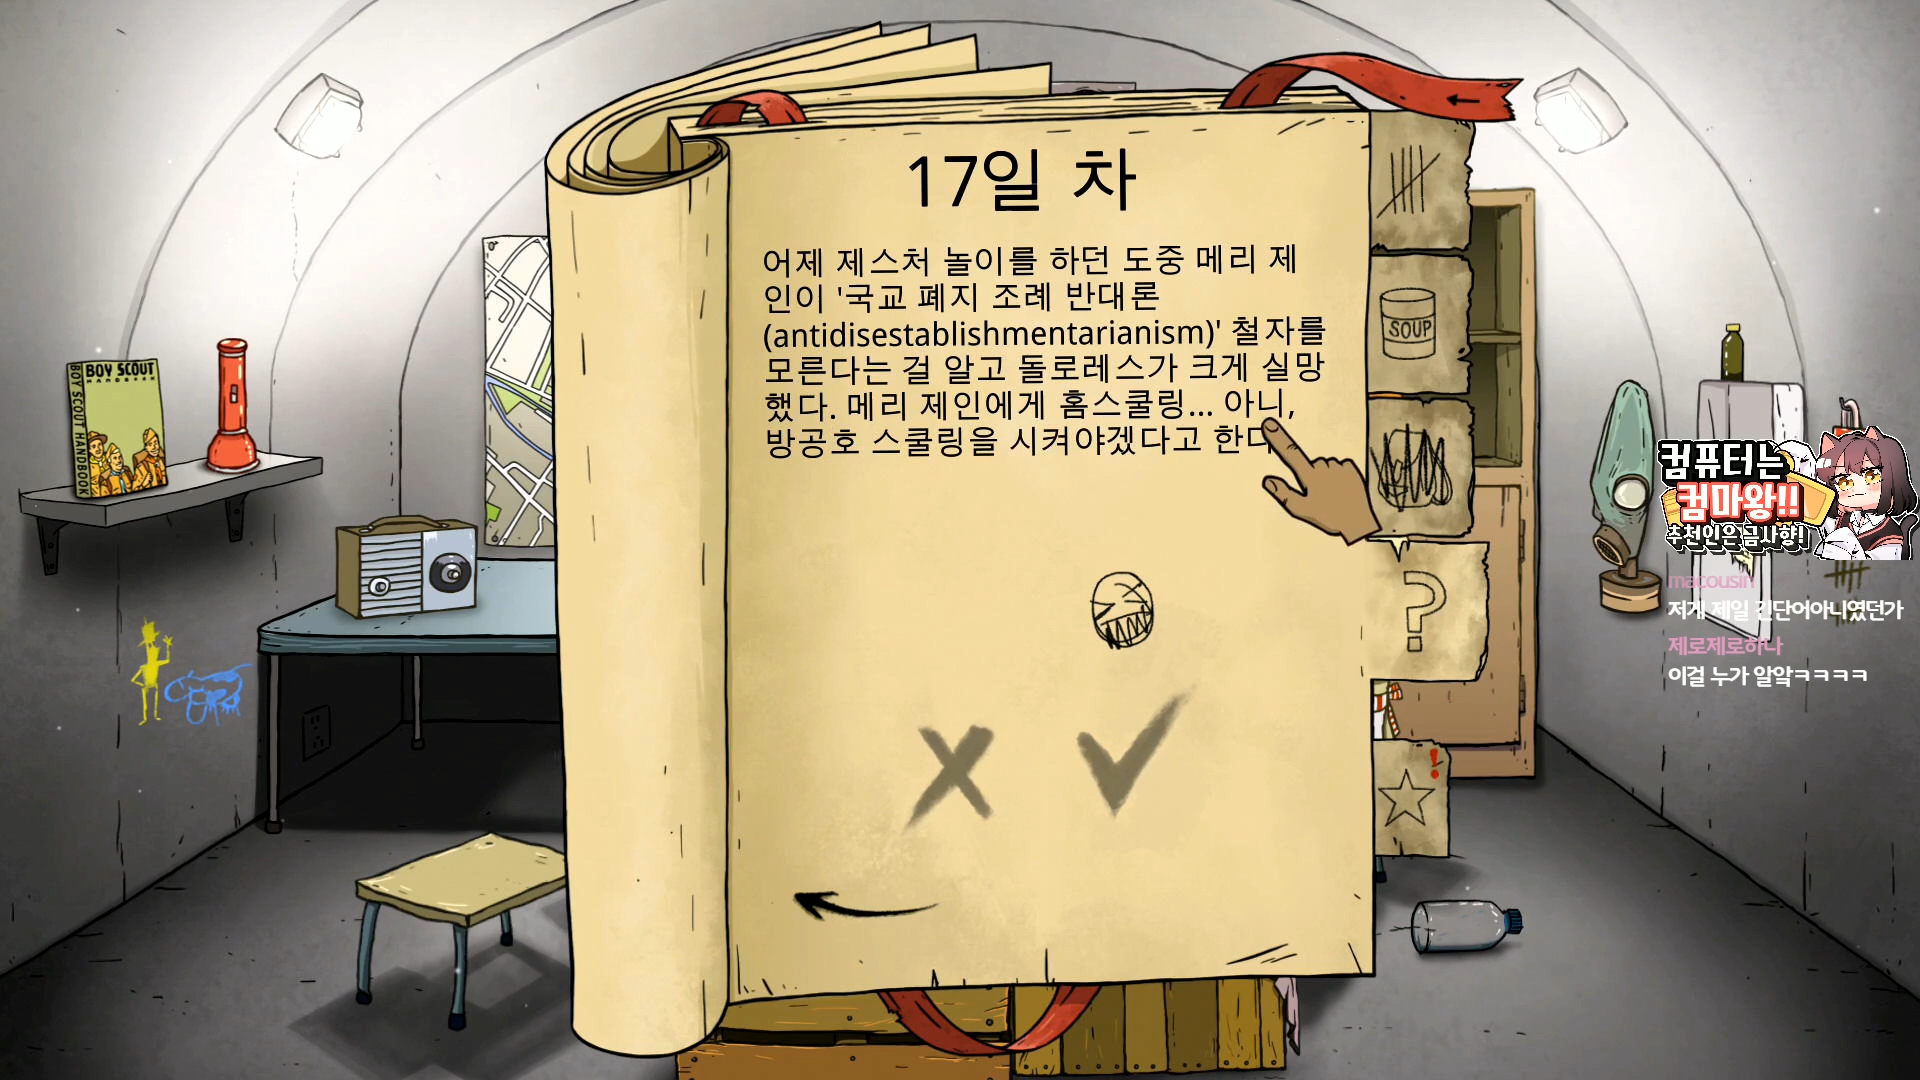 17일 차
어제 제스처 놀이를 하던 도중 메리 제
인이 '국교 폐지 조례 반대론
(antidisestablishmentarianism)' 철자를
모른다는 걸 알고 돌로레스가 크게 실망
했다. 메리 제인에게 홈스쿨링... 아니,
방공호 스쿨링을 시켜야겠다고 한다
BOY SCOUT
HANDBOOK
BOY SCOUT HANDBOOK
SOUP
?
!
컴퓨터는
컴마왕!!
추천인은 금사향!
macousin
저게 제일 긴단어아니였던가
제로제로하나
이걸 누가 알앜ㅋㅋㅋㅋ